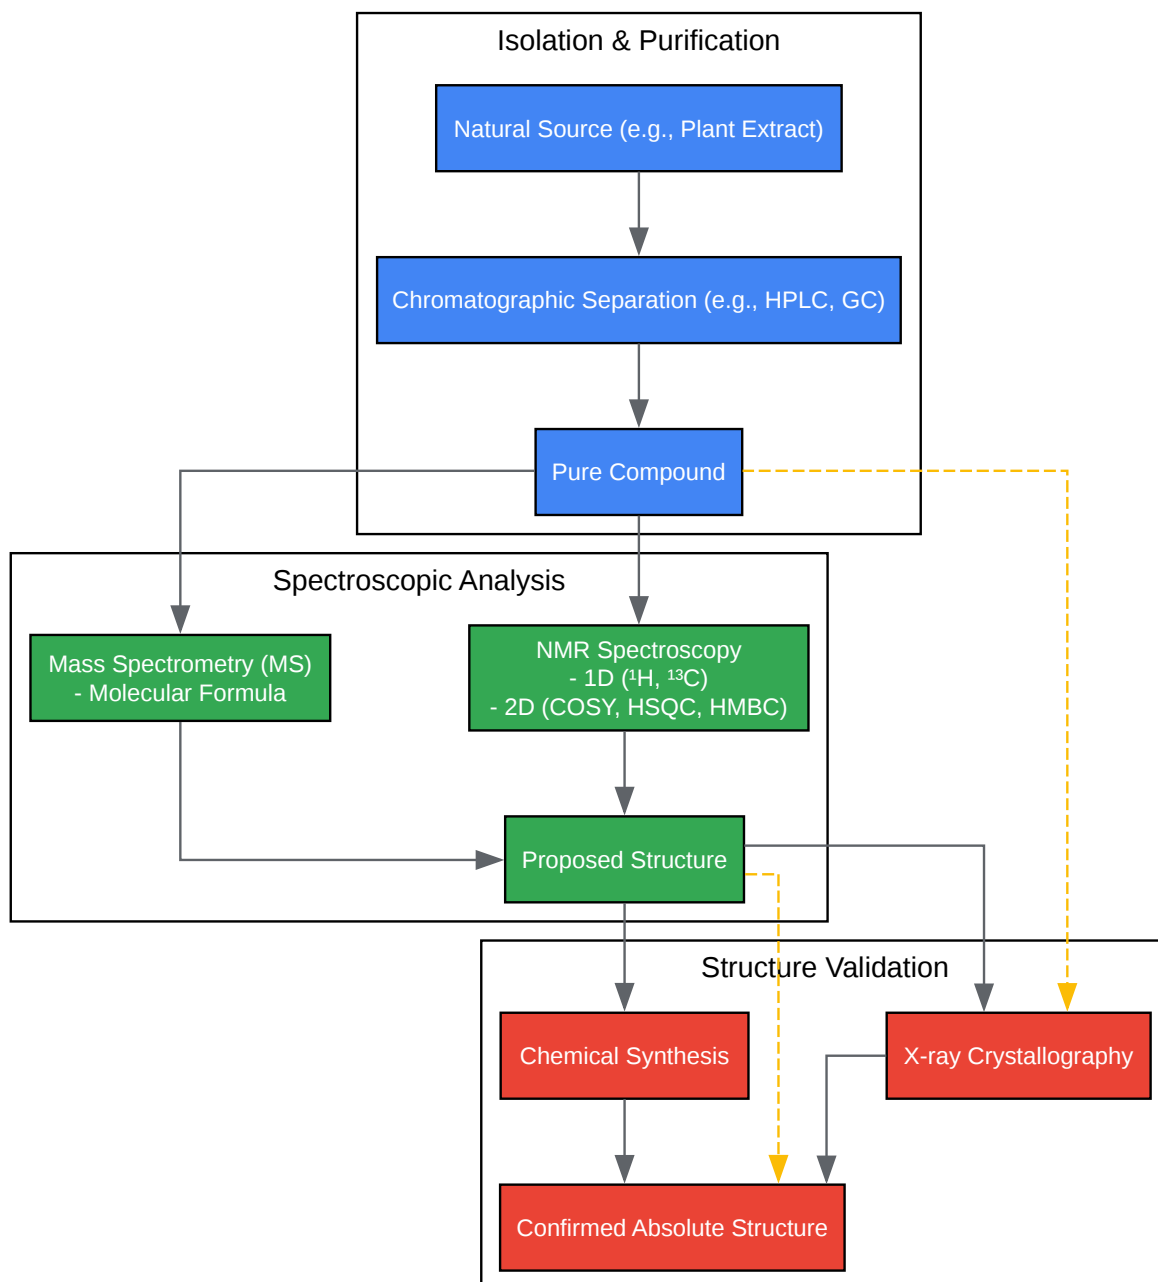 Isolation & Purification
Natural Source (e.g., Plant Extract)
Chromatographic Separation (e.g., HPLC, GC)
Pure Compound
Spectroscopic Analysis
Mass Spectrometry (MS)
- Molecular Formula
NMR Spectroscopy
- 1D (¹H, ¹³C)
- 2D (COSY, HSQC, HMBC)
Proposed Structure
Structure Validation
Chemical Synthesis
X-ray Crystallography
Confirmed Absolute Structure